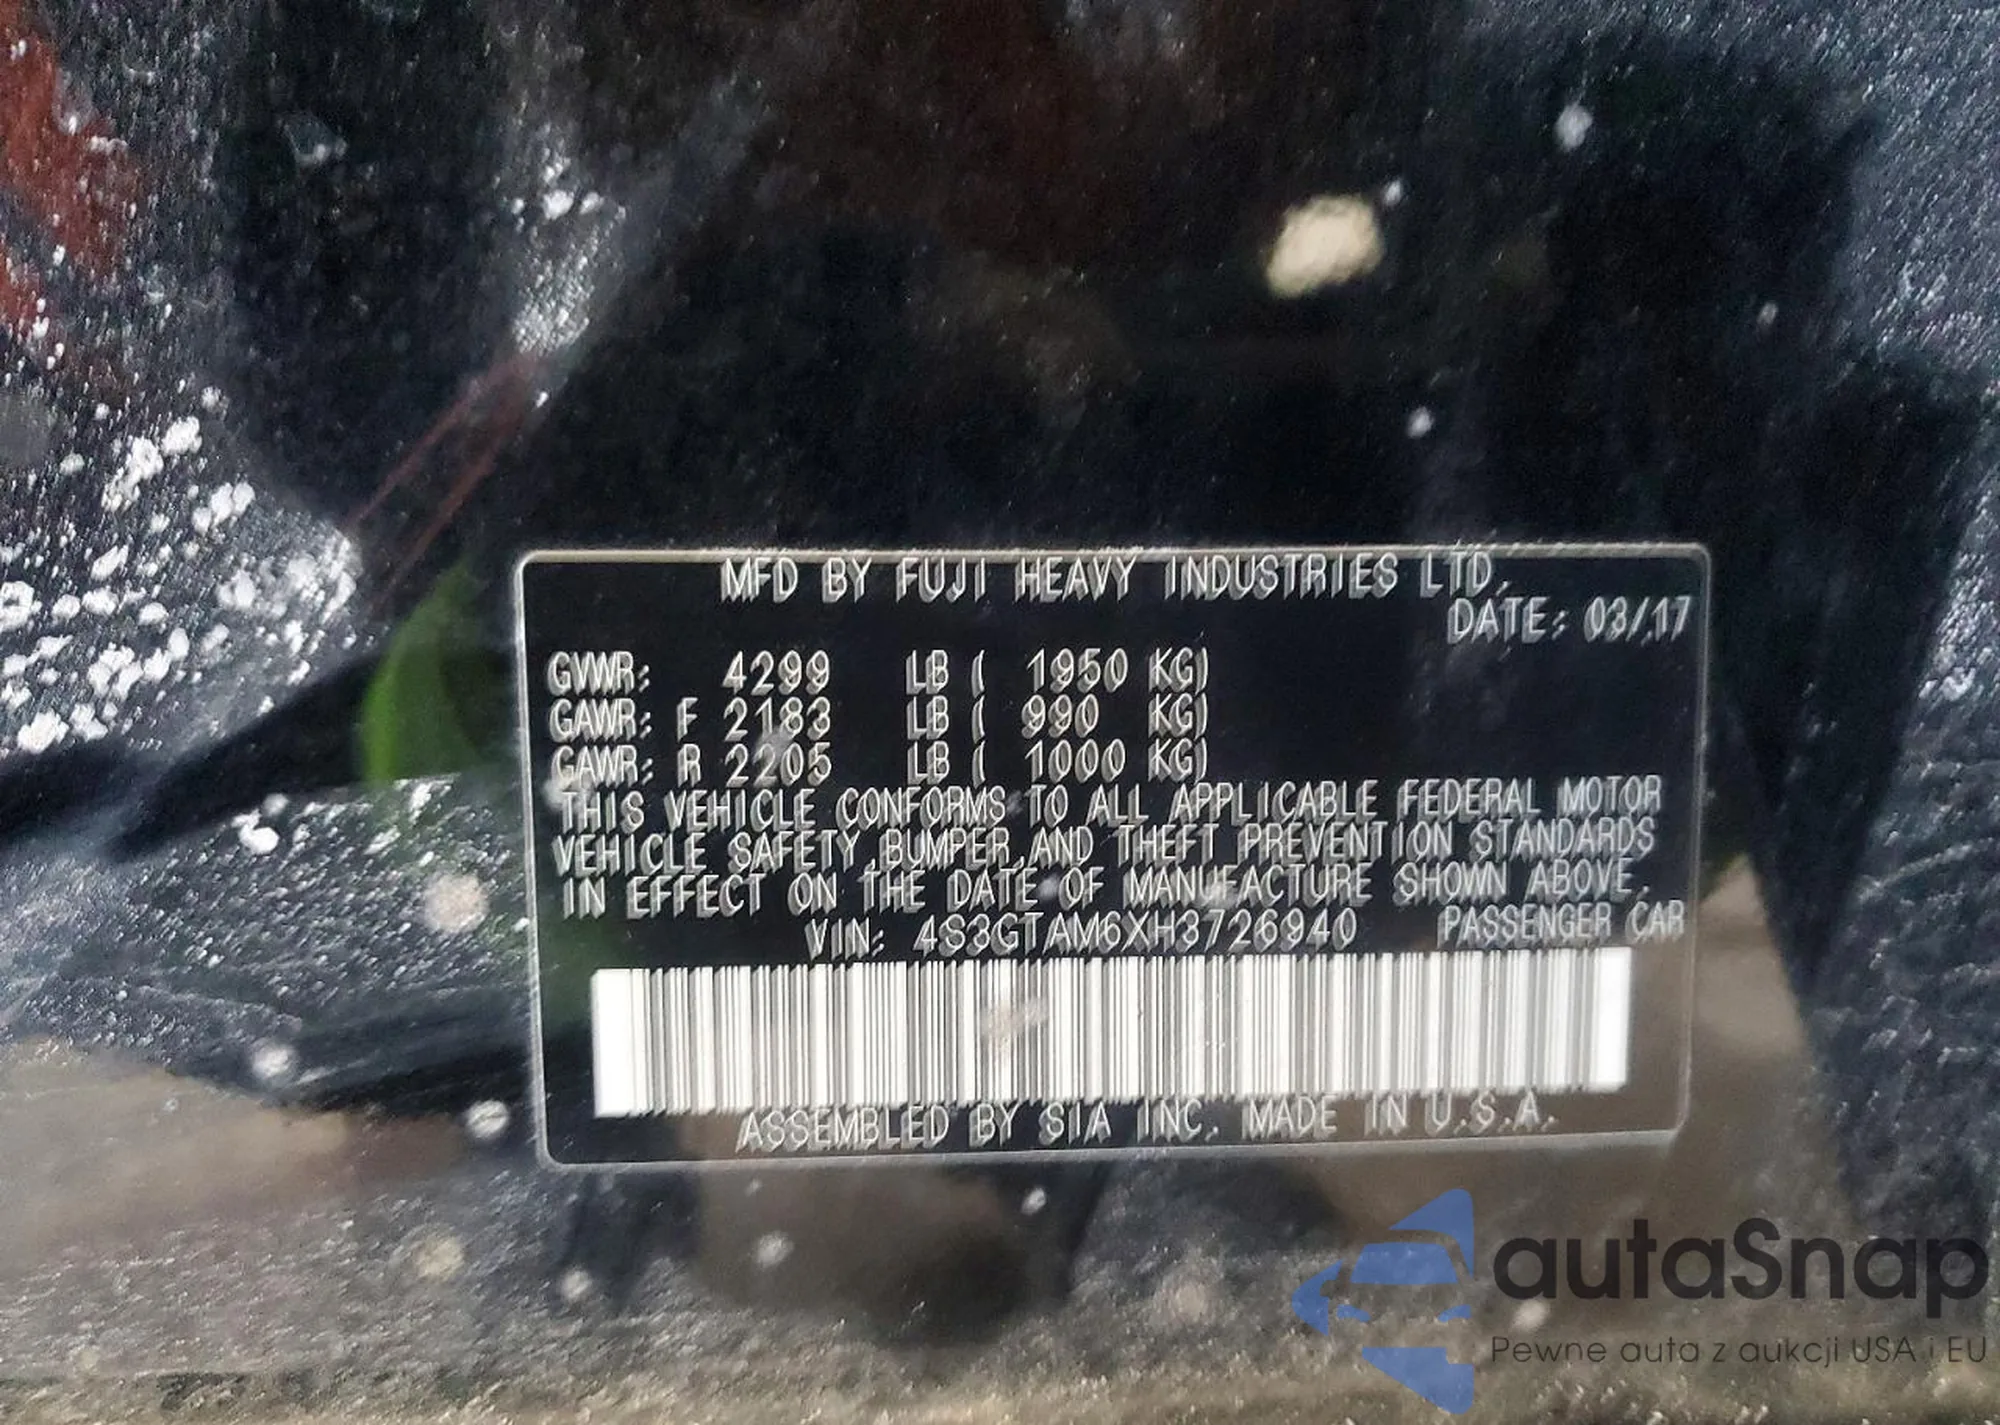 MFD BY FUJI HEAVY INDUSTRIES LTD.
DATE: 03/17
GVWR: 4299 LB ( 1950 KG)
GAWR: F 2183 LB ( 990 KG)
GAWR: R 2205 LB ( 1000 KG)
THIS VEHICLE CONFORMS TO ALL APPLICABLE FEDERAL MOTOR
VEHICLE SAFETY,BUMPER,AND THEFT PREVENTION STANDARDS
IN EFFECT ON THE DATE OF MANUFACTURE SHOWN ABOVE.
VIN: 4S3GTAM6XH3726940 PASSENGER CAR
ASSEMBLED BY SIA INC. MADE IN U.S.A.
autaSnap
Pewne auta z aukcji USA i EU